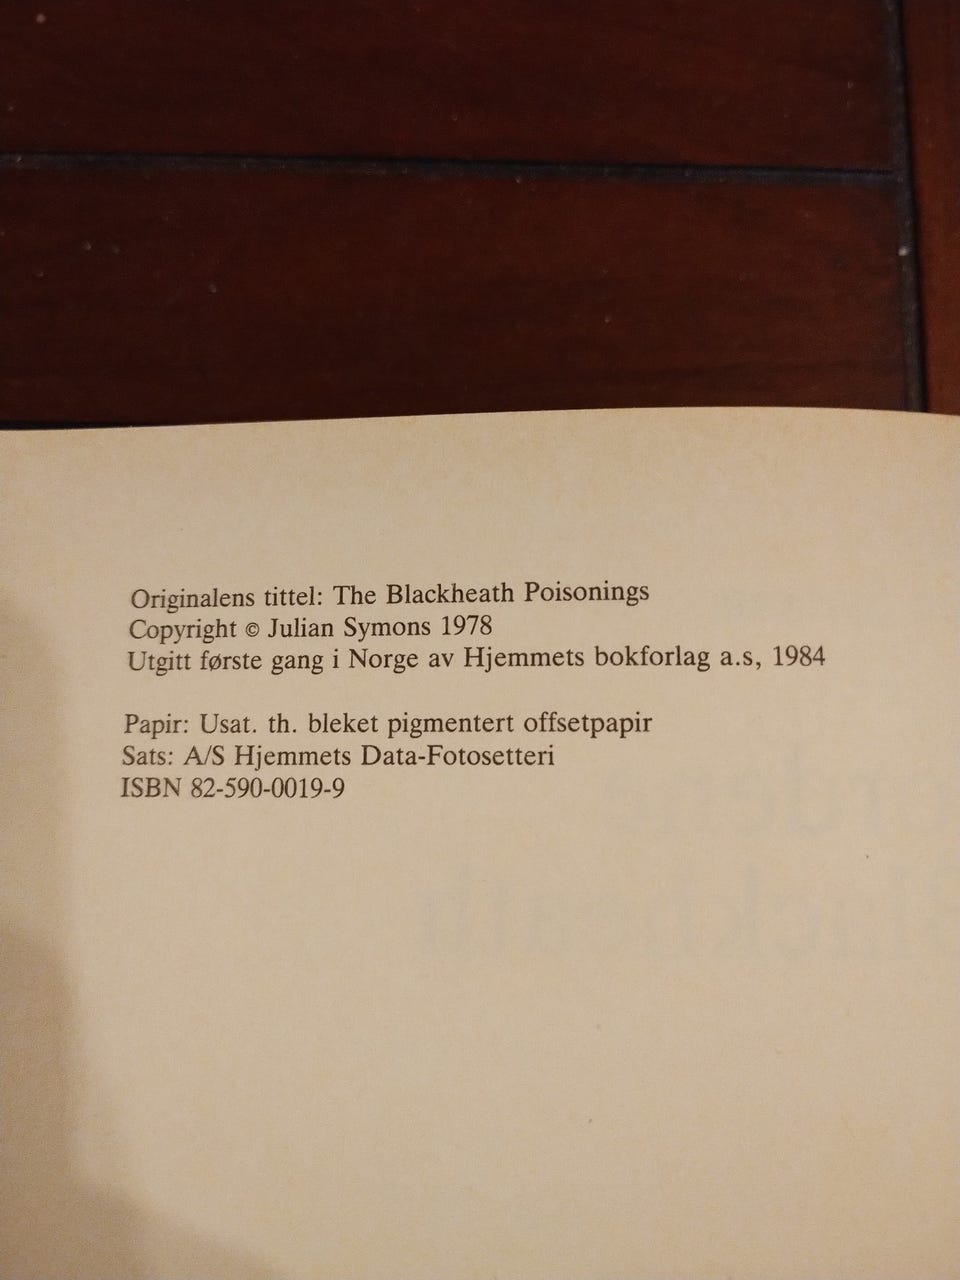 Originalens tittel: The Blackheath Poisonings
Copyright © Julian Symons 1978
Utgitt første gang i Norge av Hjemmets bokforlag a.s, 1984
Papir: Usat. th. bleket pigmentert offsetpapir
Sats: A/S Hjemmets Data-Fotosetteri
ISBN 82-590-0019-9